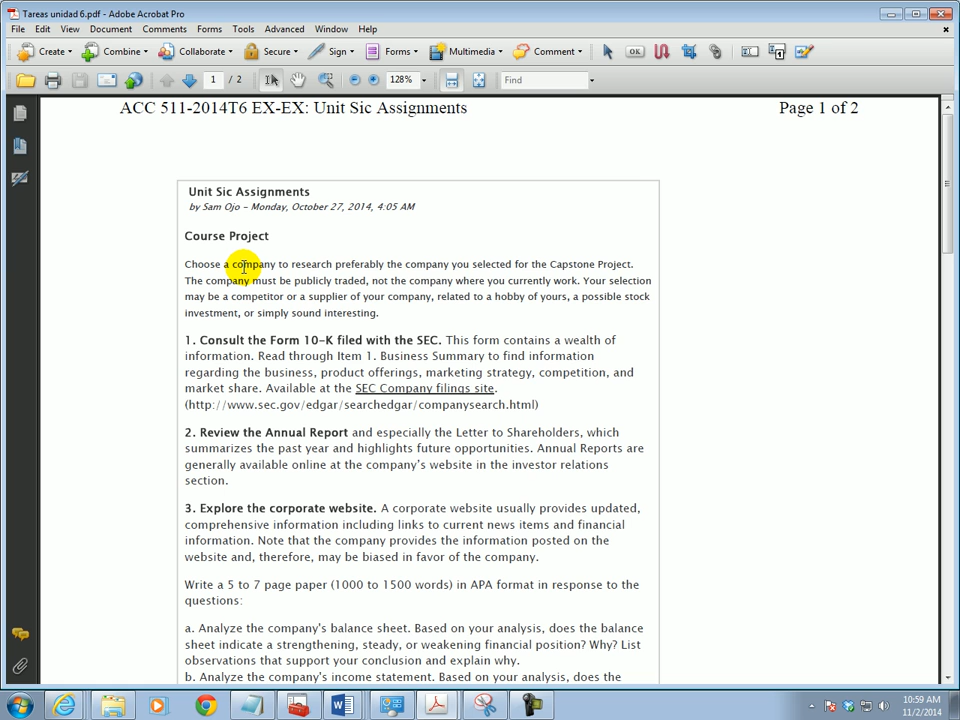 Tareas unidad 6.pdf - Adobe Acrobat Pro
File Edit View Document Comments Forms Tools Advanced Window Help
Create Combine Collaborate Secure Sign Forms Multimedia Comment
1 / 2 128% Find
ACC 511-2014T6 EX-EX: Unit Sic Assignments Page 1 of 2
Unit Sic Assignments
by Sam Ojo - Monday, October 27, 2014, 4:05 AM
Course Project
Choose a company to research preferably the company you selected for the Capstone Project.
The company must be publicly traded, not the company where you currently work. Your selection
may be a competitor or a supplier of your company, related to a hobby of yours, a possible stock
investment, or simply sound interesting.
1. Consult the Form 10-K filed with the SEC. This form contains a wealth of
information. Read through Item 1. Business Summary to find information
regarding the business, product offerings, marketing strategy, competition, and
market share. Available at the SEC Company filings site.
(http://www.sec.gov/edgar/searchedgar/companysearch.html)
2. Review the Annual Report and especially the Letter to Shareholders, which
summarizes the past year and highlights future opportunities. Annual Reports are
generally available online at the company's website in the investor relations
section.
3. Explore the corporate website. A corporate website usually provides updated,
comprehensive information including links to current news items and financial
information. Note that the company provides the information posted on the
website and, therefore, may be biased in favor of the company.
Write a 5 to 7 page paper (1000 to 1500 words) in APA format in response to the
questions:
a. Analyze the company's balance sheet. Based on your analysis, does the balance
sheet indicate a strengthening, steady, or weakening financial position? Why? List
observations that support your conclusion and explain why.
b. Analyze the company's income statement. Based on your analysis, does the
10:59 AM
11/2/2014